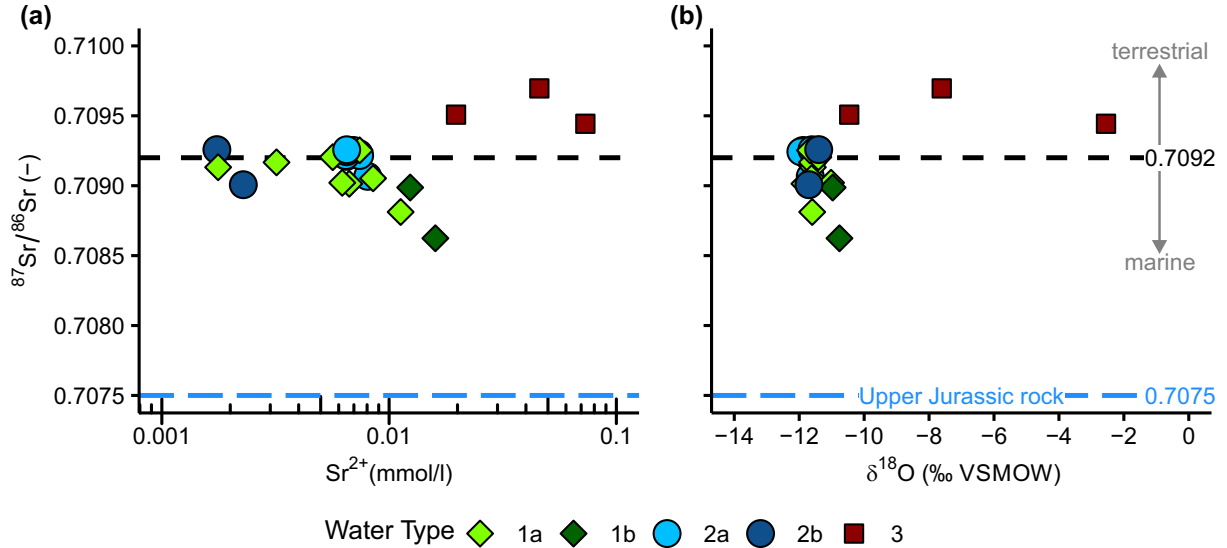 (a)
(b)
0.7100
0.7095
0.7090
0.7085
0.7080
0.7075
⁸⁷Sr/⁸⁶Sr (−)
0.001
0.01
0.1
Sr²⁺(mmol/l)
terrestrial
0.7092
marine
Upper Jurassic rock
0.7075
−14 −12 −10 −8 −6 −4 −2 0
δ¹⁸O (‰ VSMOW)
Water Type 1a 1b 2a 2b 3